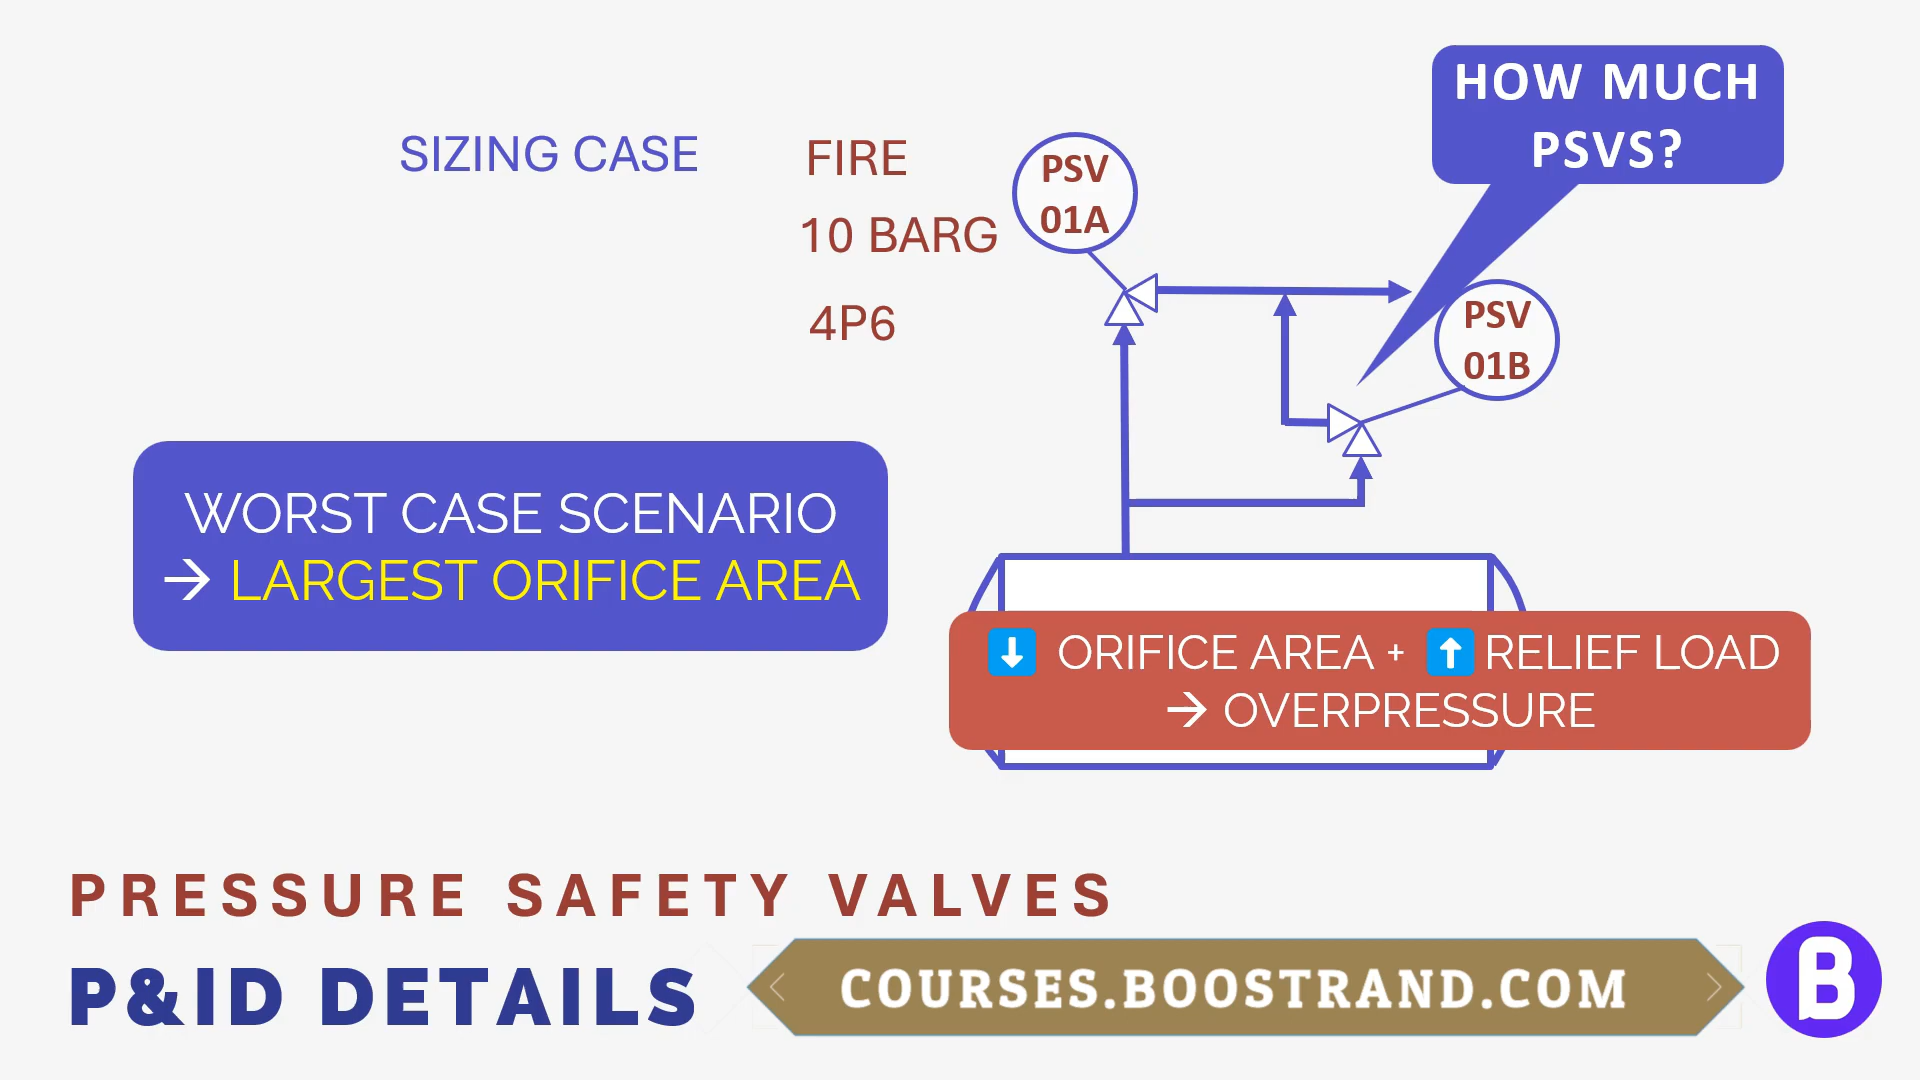 HOW MUCH
PSVS?
SIZING CASE
FIRE
10 BARG
4P6
PSV
01A
PSV
01B
WORST CASE SCENARIO
→ LARGEST ORIFICE AREA
⬇ ORIFICE AREA + ⬆ RELIEF LOAD
→ OVERPRESSURE
PRESSURE SAFETY VALVES
P&ID DETAILS
COURSES.BOOSTRAND.COM
B